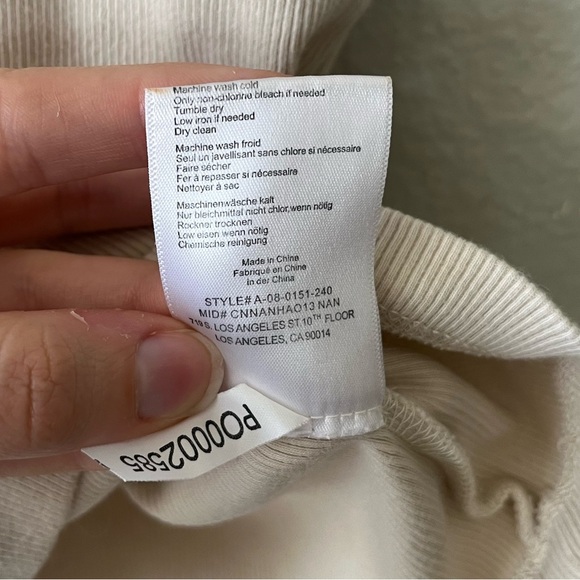 Machine wash cold
Only non-chlorine bleach if needed
Tumble dry
Low iron if needed
Dry clean
Machine wash froid
Seul un javellisant sans chlore si nécessaire
Faire sécher
Fer à repasser si nécessaire
Nettoyer à sec
Maschinenwäsche kalt
Nur bleichmittel nicht chlor,wenn nötig
Rockner trocknen
Low eisen wenn nötig
Chemische reinigung
Made in China
Fabriqué en Chine
in der China
STYLE# A-08-0151-240
MID# CNNANHAO13 NAN
719 S. LOS ANGELES ST 10TH FLOOR
LOS ANGELES, CA 90014
PO0002585